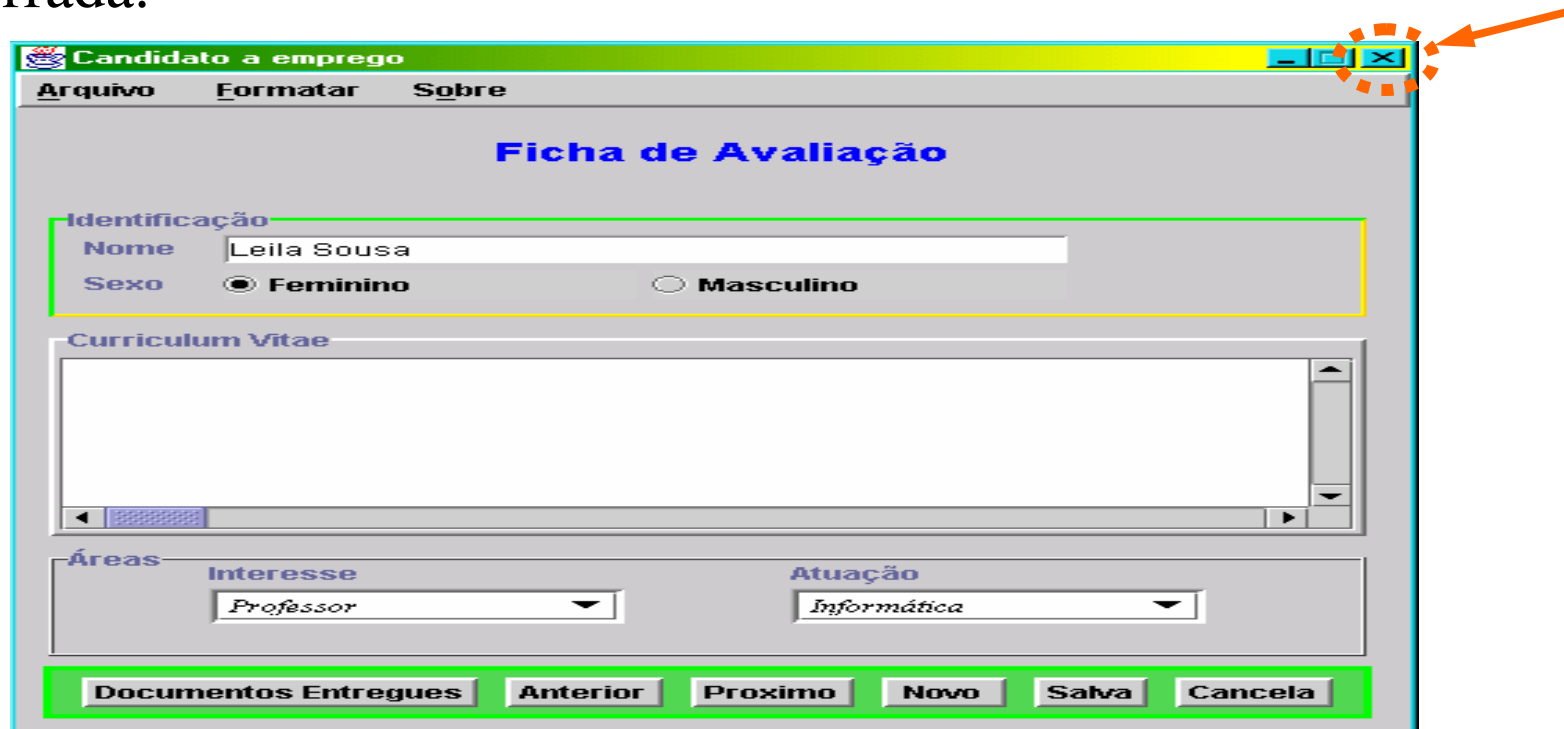 Candidato a emprego
Arquivo Formatar Sobre
Ficha de Avaliação
Identificação
Nome Leila Sousa
Sexo Feminino Masculino
Curriculum Vitae
Áreas
Interesse Atuação
Professor Informática
Documentos Entregues Anterior Proximo Novo Salva Cancela